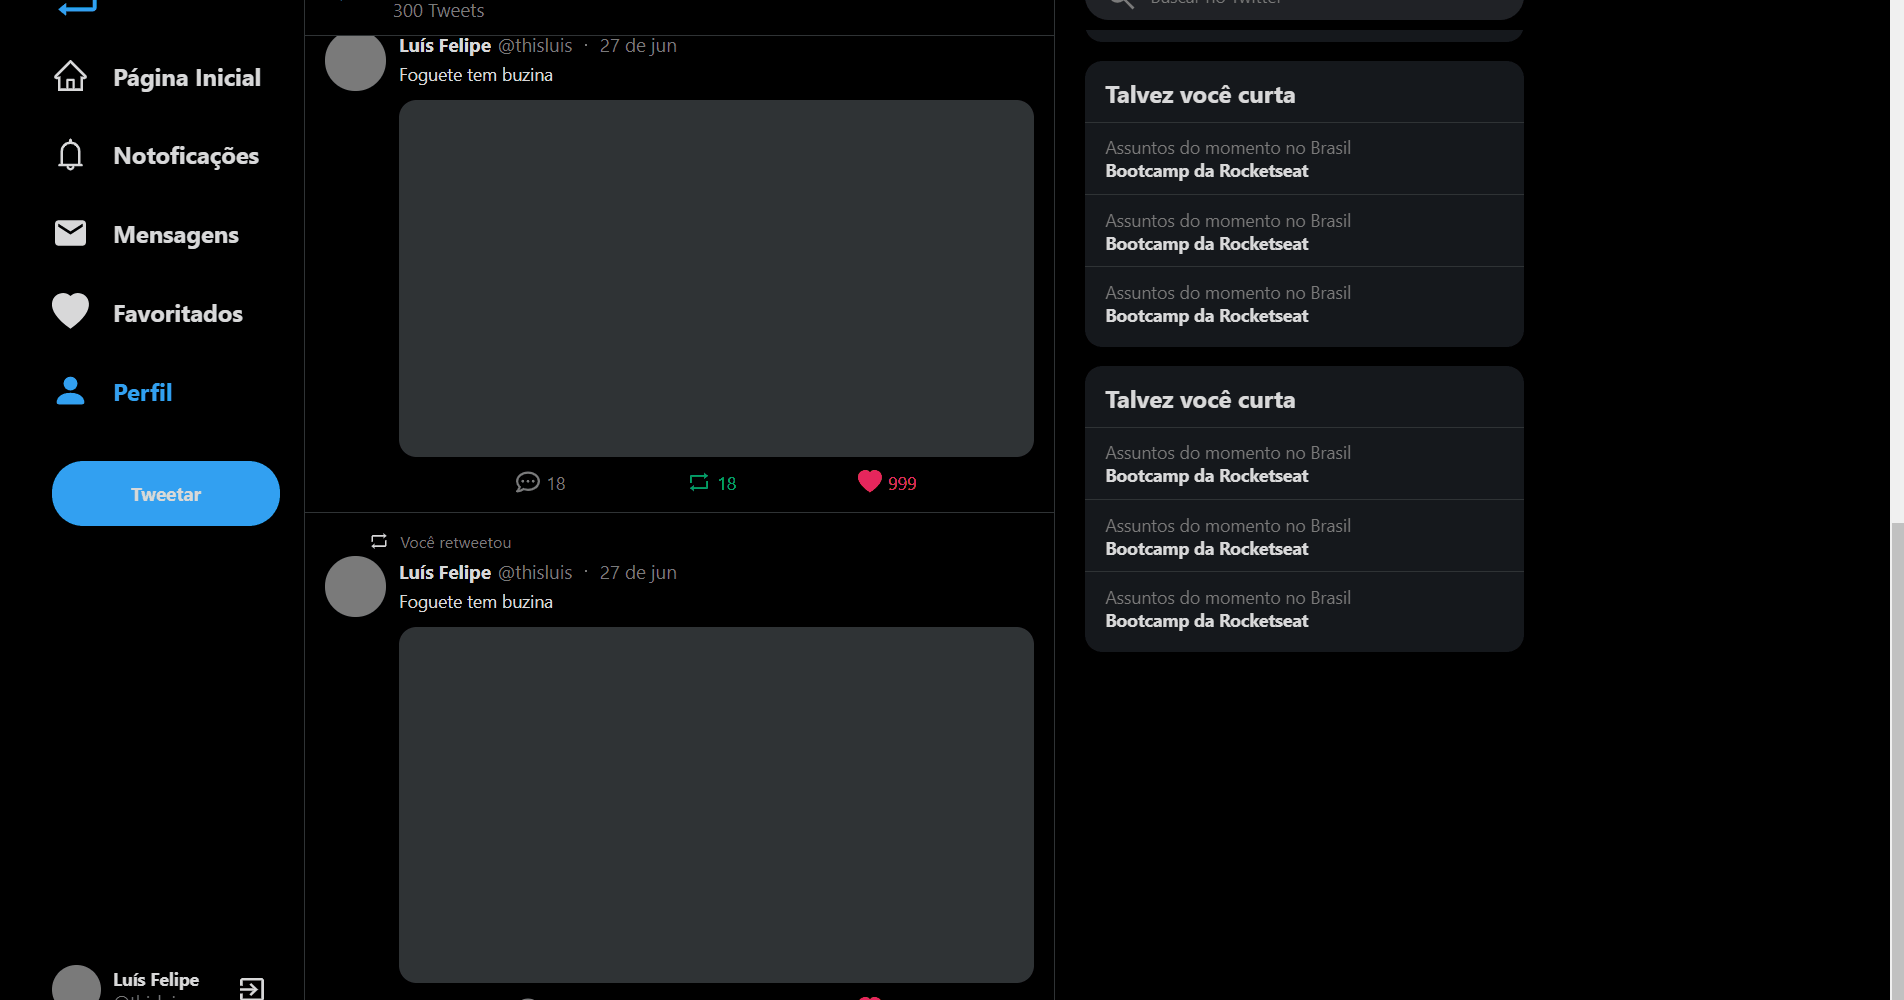 Página Inicial
Notoficações
Mensagens
Favoritados
Perfil
Tweetar
Luís Felipe
300 Tweets
Luís Felipe @thisluis · 27 de jun
Foguete tem buzina
18 18 999
Você retweetou
Luís Felipe @thisluis · 27 de jun
Foguete tem buzina
Buscar no Twitter
Talvez você curta
Assuntos do momento no Brasil
Bootcamp da Rocketseat
Assuntos do momento no Brasil
Bootcamp da Rocketseat
Assuntos do momento no Brasil
Bootcamp da Rocketseat
Talvez você curta
Assuntos do momento no Brasil
Bootcamp da Rocketseat
Assuntos do momento no Brasil
Bootcamp da Rocketseat
Assuntos do momento no Brasil
Bootcamp da Rocketseat